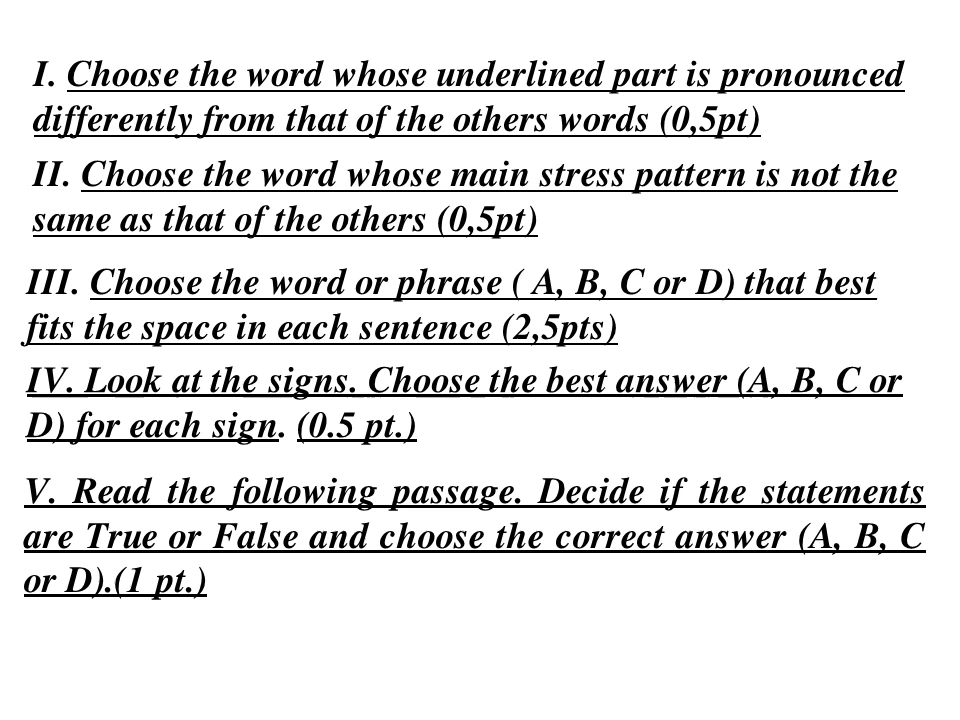 I. Choose the word whose underlined part is pronounced
differently from that of the others words (0,5pt)
II. Choose the word whose main stress pattern is not the
same as that of the others (0,5pt)
III. Choose the word or phrase ( A, B, C or D) that best
fits the space in each sentence (2,5pts)
IV. Look at the signs. Choose the best answer (A, B, C or
D) for each sign. (0.5 pt.)
V. Read the following passage. Decide if the statements
are True or False and choose the correct answer (A, B, C
or D).(1 pt.)